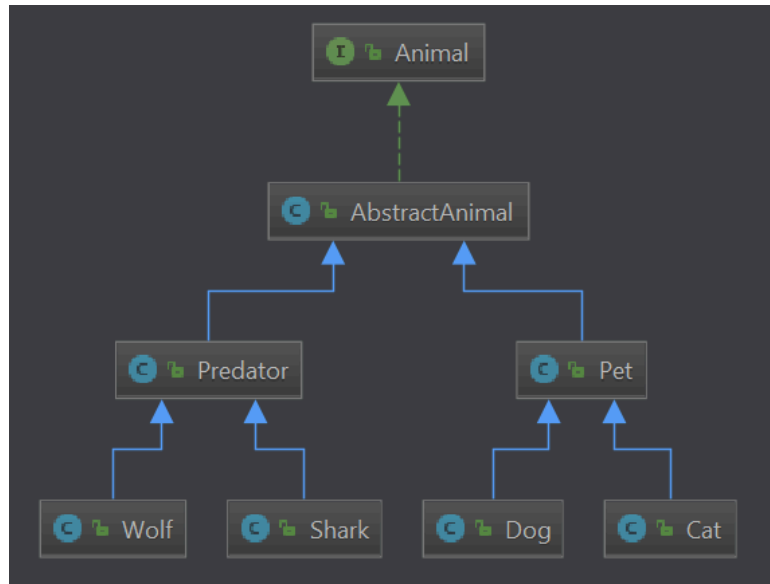 I Animal
C AbstractAnimal
C Predator
C Pet
C Wolf
C Shark
C Dog
C Cat